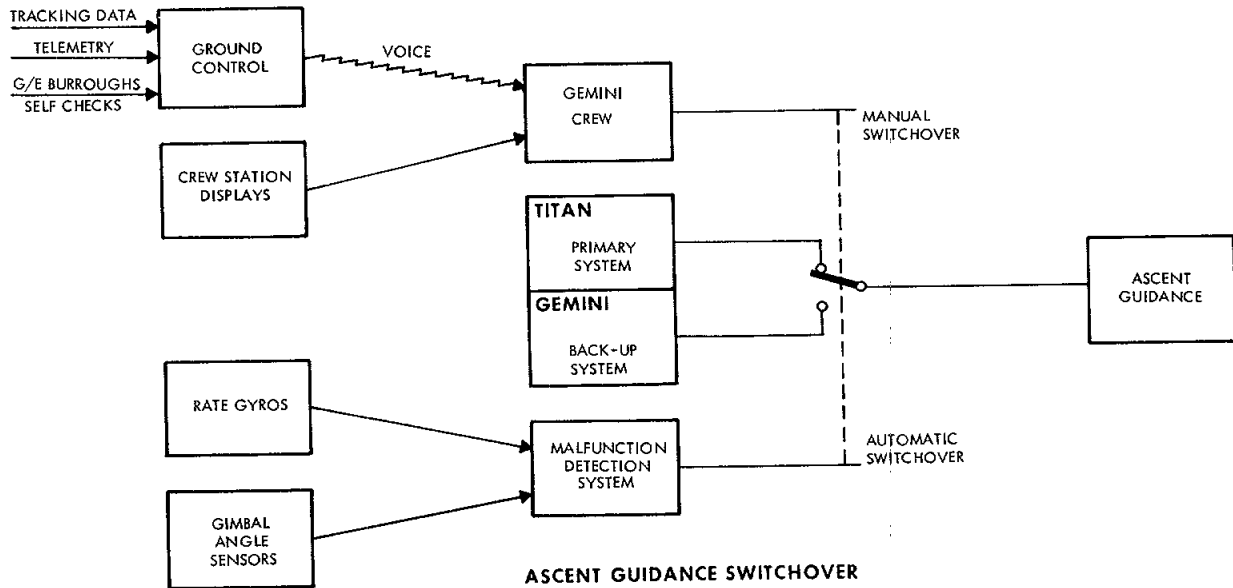 TRACKING DATA
TELEMETRY
G/E BURROUGHS
SELF CHECKS
GROUND
CONTROL
VOICE
GEMINI
CREW
MANUAL
SWITCHOVER
CREW STATION
DISPLAYS
TITAN
PRIMARY
SYSTEM
GEMINI
BACK-UP
SYSTEM
ASCENT
GUIDANCE
RATE GYROS
MALFUNCTION
DETECTION
SYSTEM
AUTOMATIC
SWITCHOVER
GIMBAL
ANGLE
SENSORS
ASCENT GUIDANCE SWITCHOVER